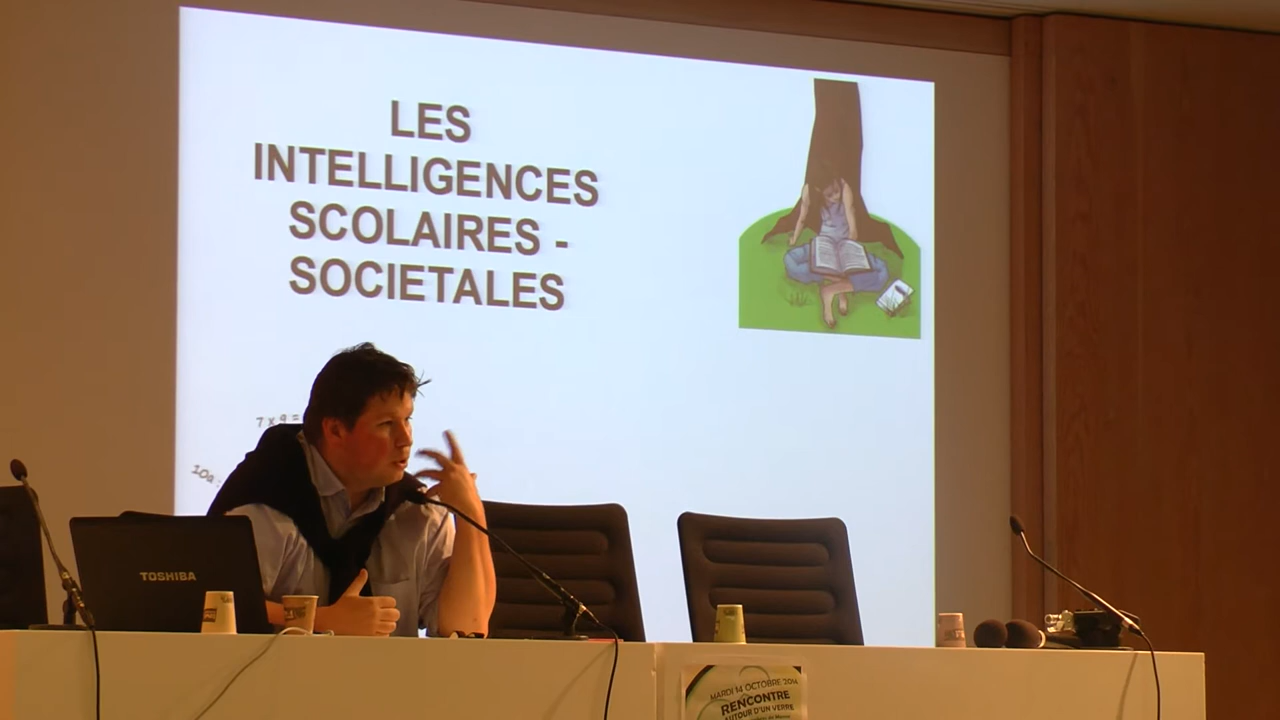 LES
INTELLIGENCES
SCOLAIRES -
SOCIETALES
7 x 9 =
TOSHIBA
MARDI 14 OCTOBRE 2014
RENCONTRE
AUTOUR D'UN VERRE